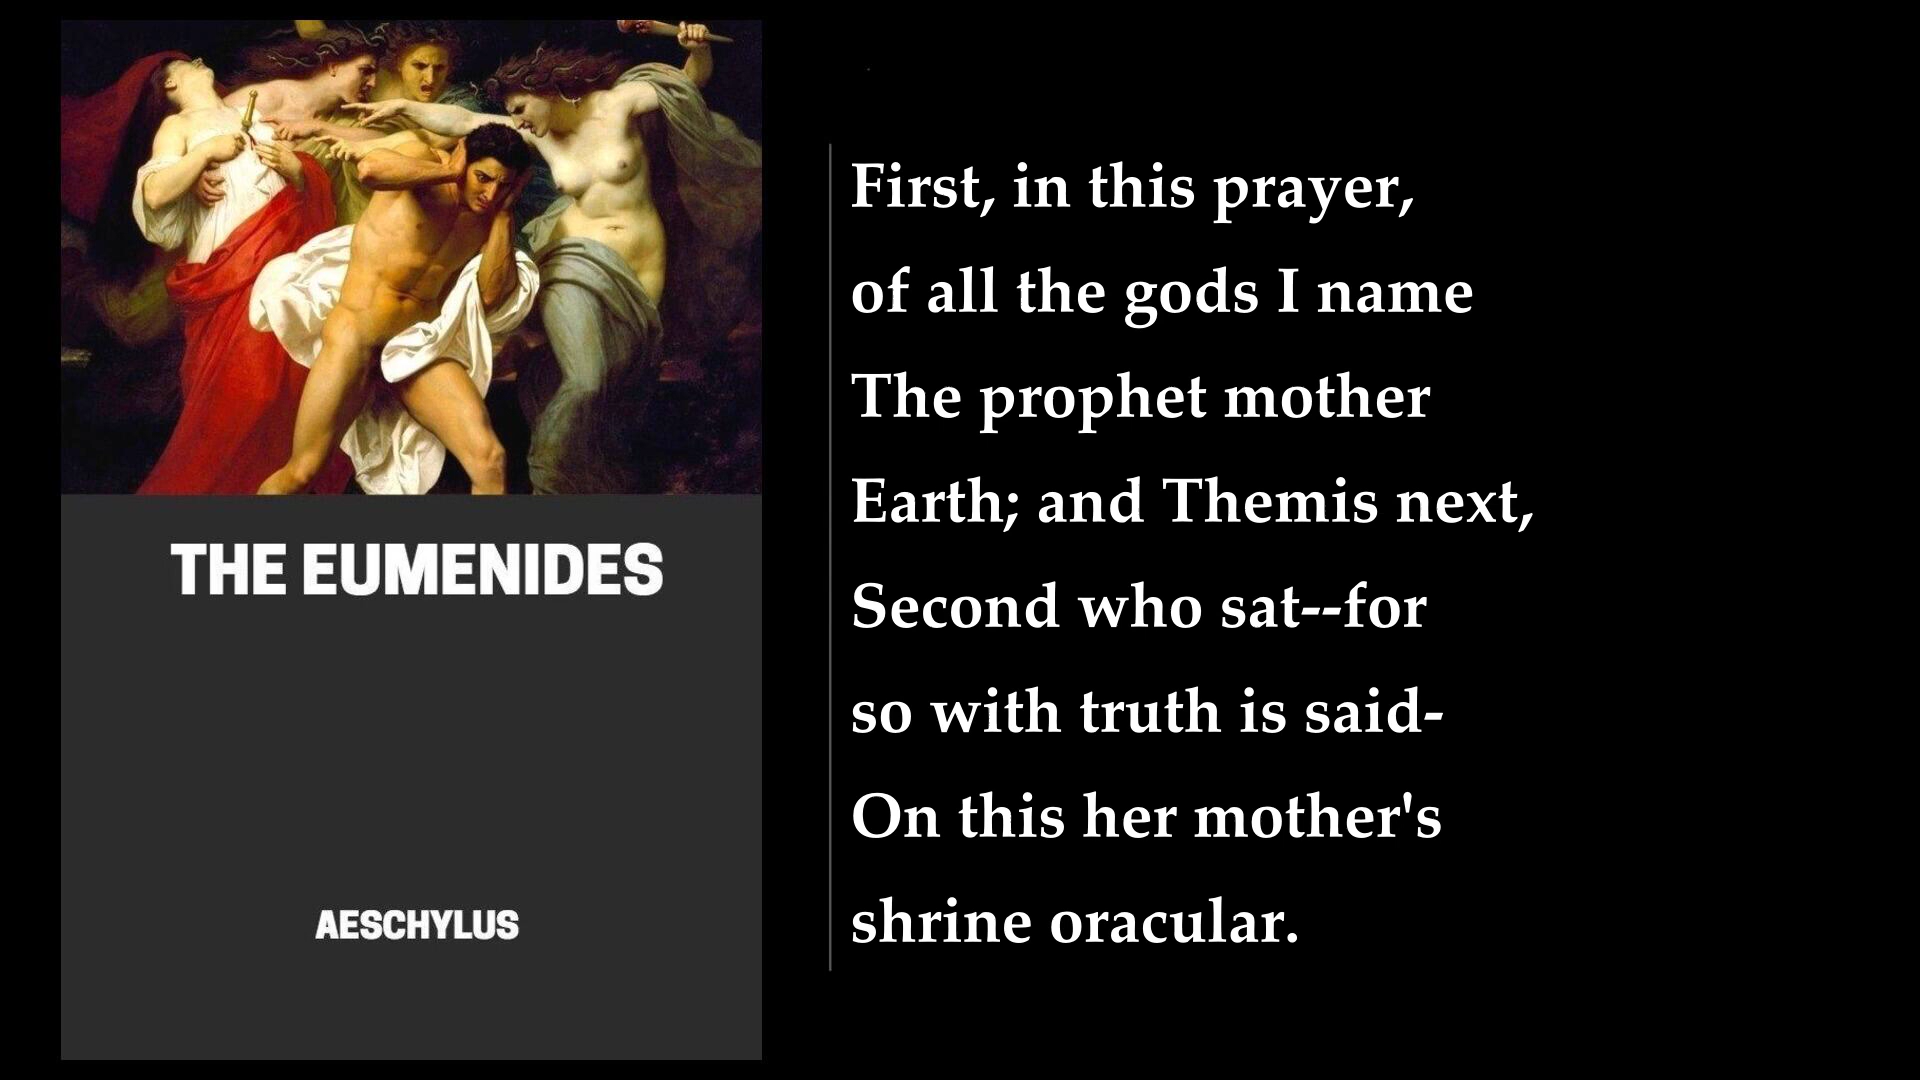 THE EUMENIDES
AESCHYLUS
First, in this prayer,
of all the gods I name
The prophet mother
Earth; and Themis next,
Second who sat--for
so with truth is said-
On this her mother's
shrine oracular.